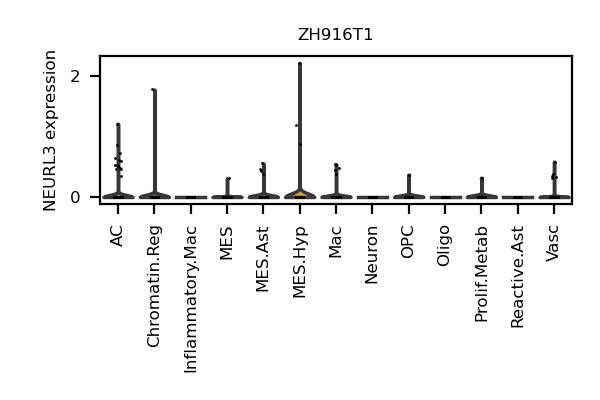 ZH916T1
NEURL3 expression
2
0
AC
Chromatin.Reg
Inflammatory.Mac
MES
MES.Ast
MES.Hyp
Mac
Neuron
OPC
Oligo
Prolif.Metab
Reactive.Ast
Vasc